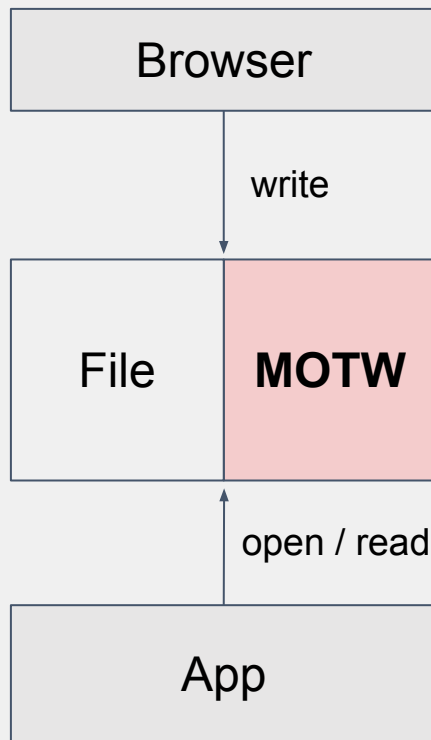 Browser
write
File
MOTW
open / read
App